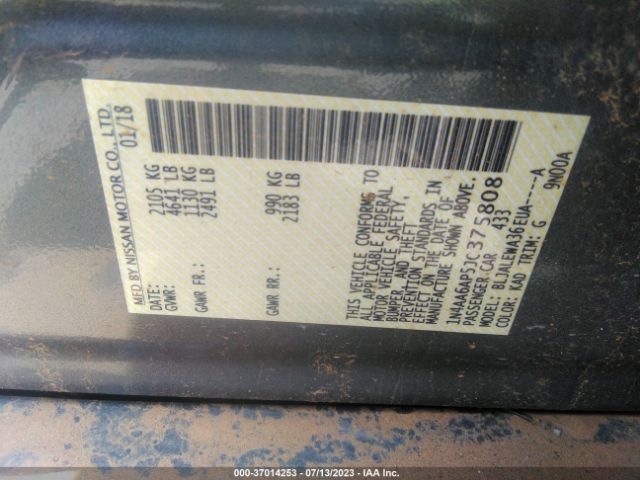 MFD BY NISSAN MOTOR CO., LTD.
DATE: 01/18
GVWR: 2105 KG
4641 LB
GAWR FR.: 1130 KG
2491 LB
GAWR RR.: 990 KG
2183 LB
THIS VEHICLE CONFORMS TO
ALL APPLICABLE FEDERAL
MOTOR VEHICLE SAFETY,
BUMPER, AND THEFT
PREVENTION STANDARDS IN
EFFECT ON THE DATE OF
MANUFACTURE SHOWN ABOVE.
1N4AA6AP5JC375808
PASSENGER CAR 433
MODEL: BLJALEWA36EUA-----A
COLOR: KAD TRIM: G 9W00A
000-37014253 - 07/13/2023 - IAA Inc.